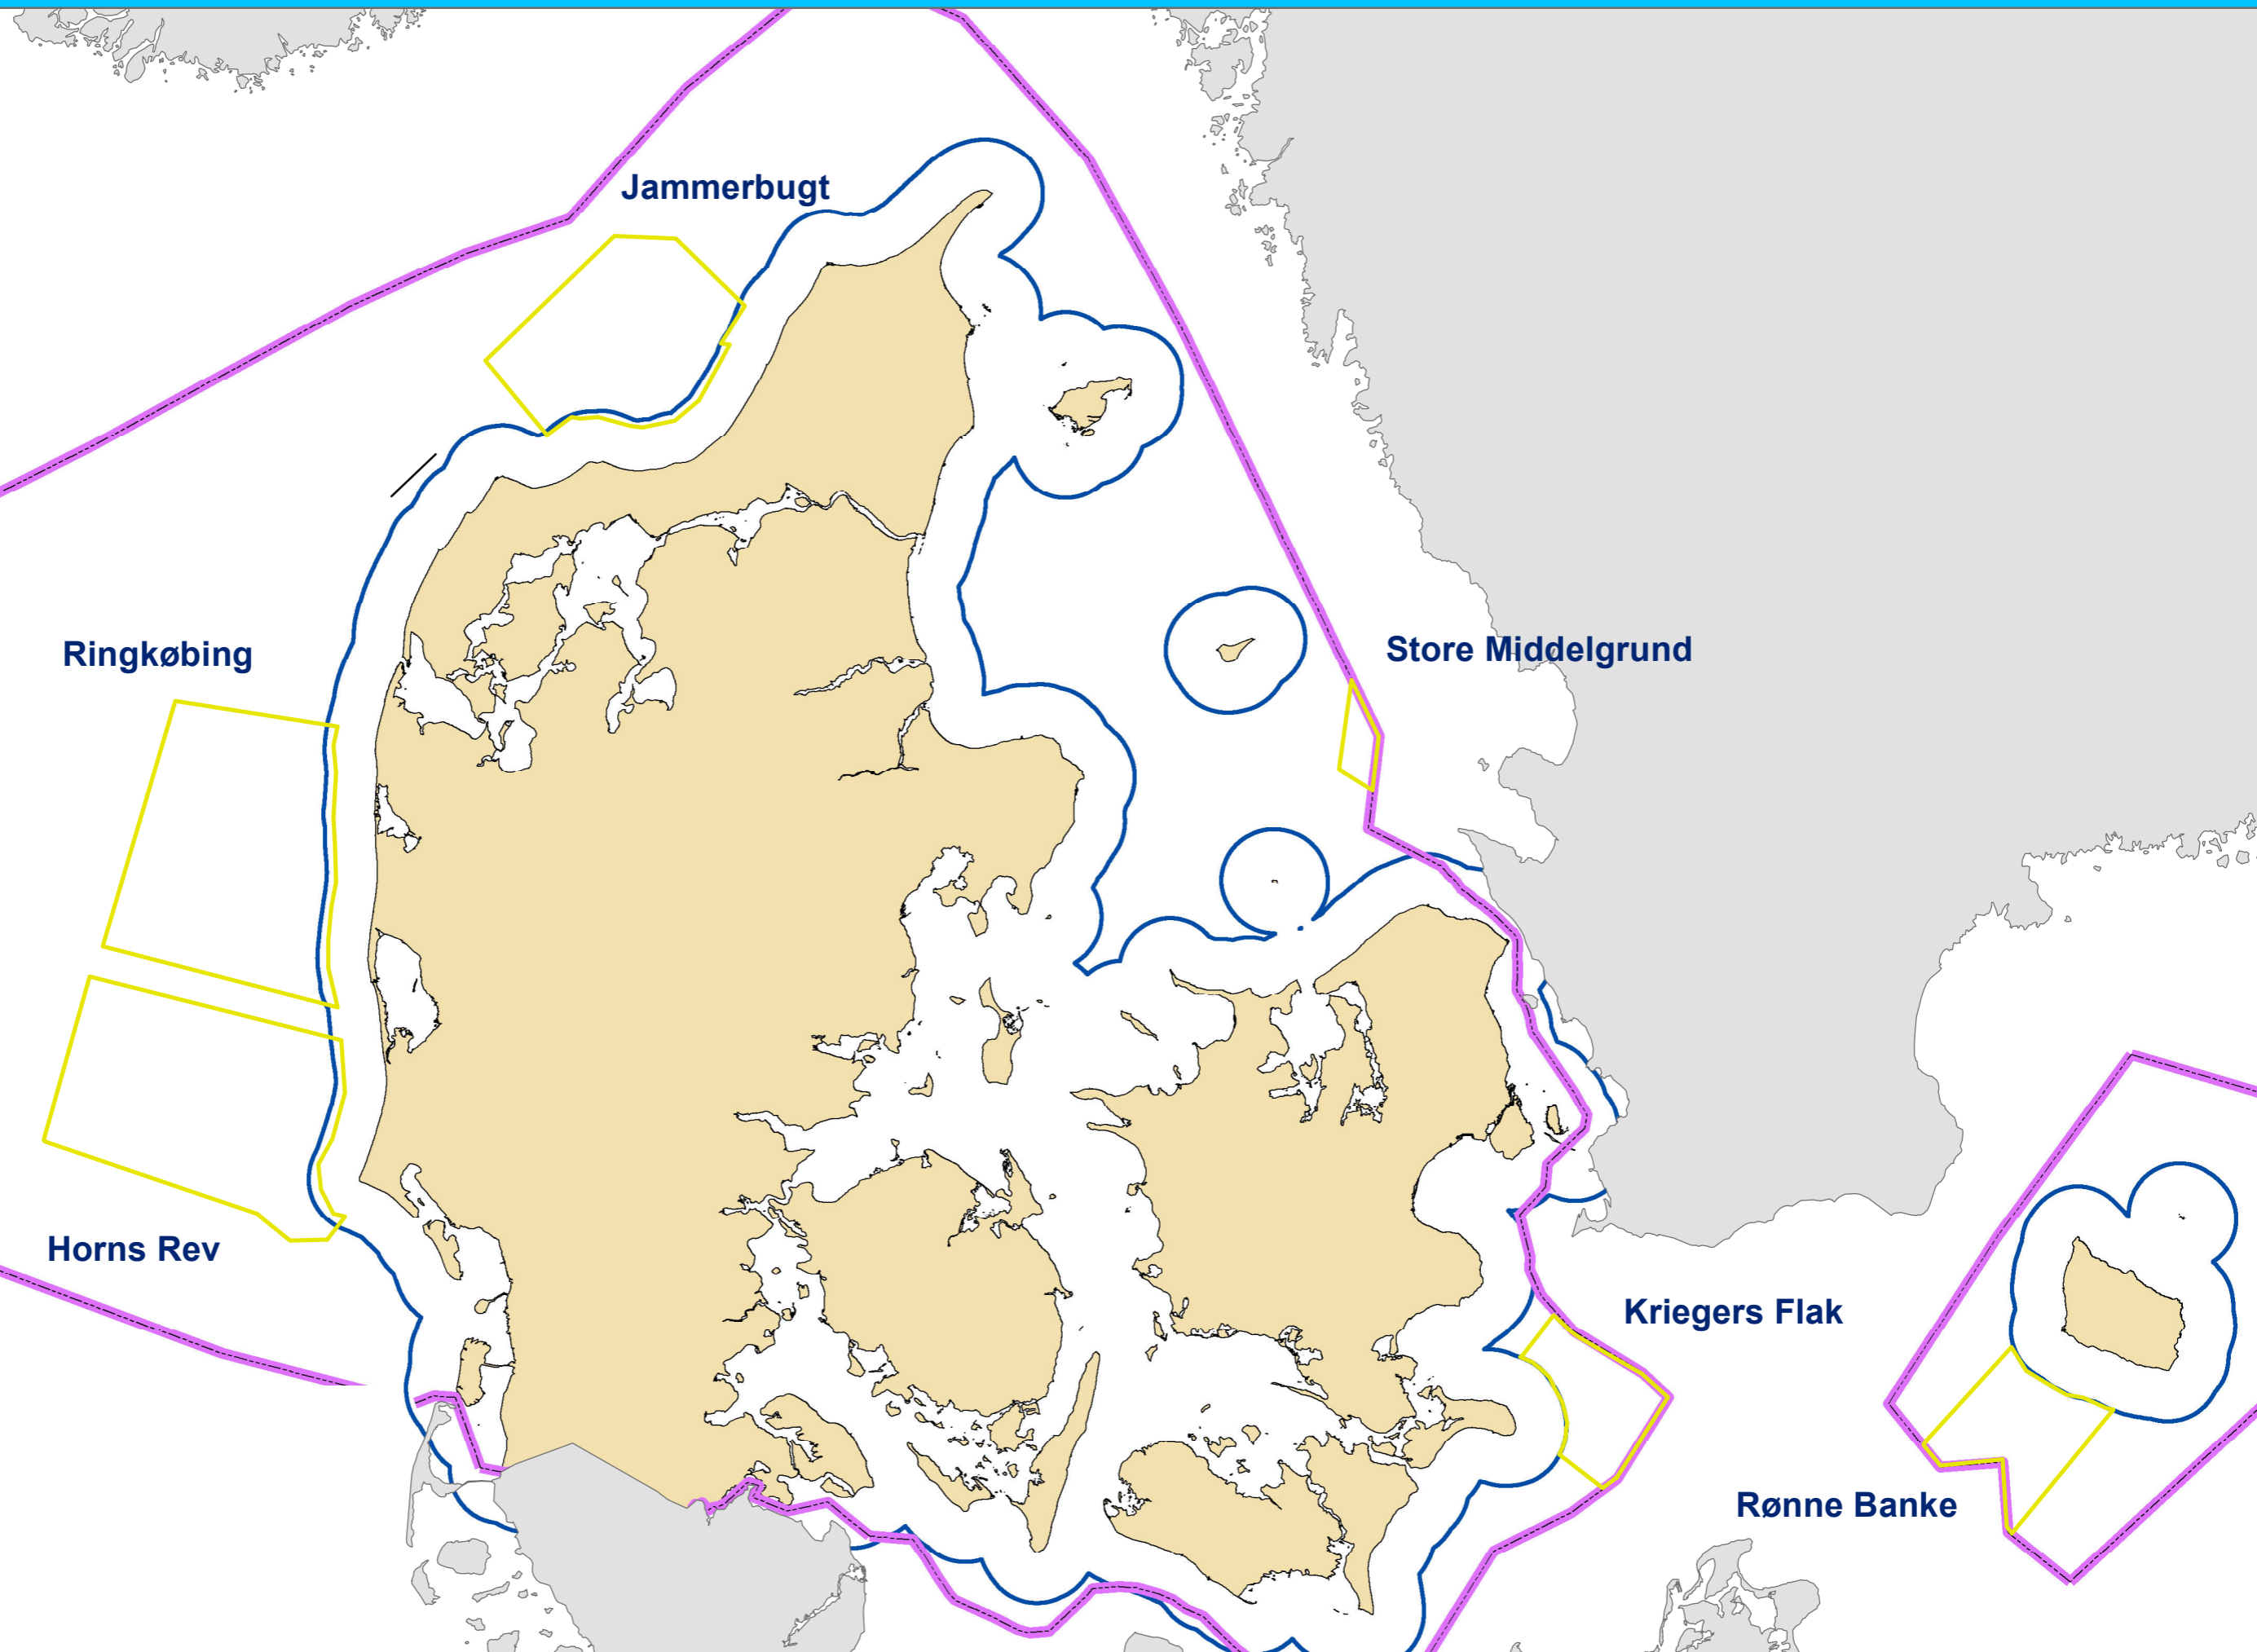 Jammerbugt
Ringkøbing
Store Middelgrund
Horns Rev
Kriegers Flak
Rønne Banke